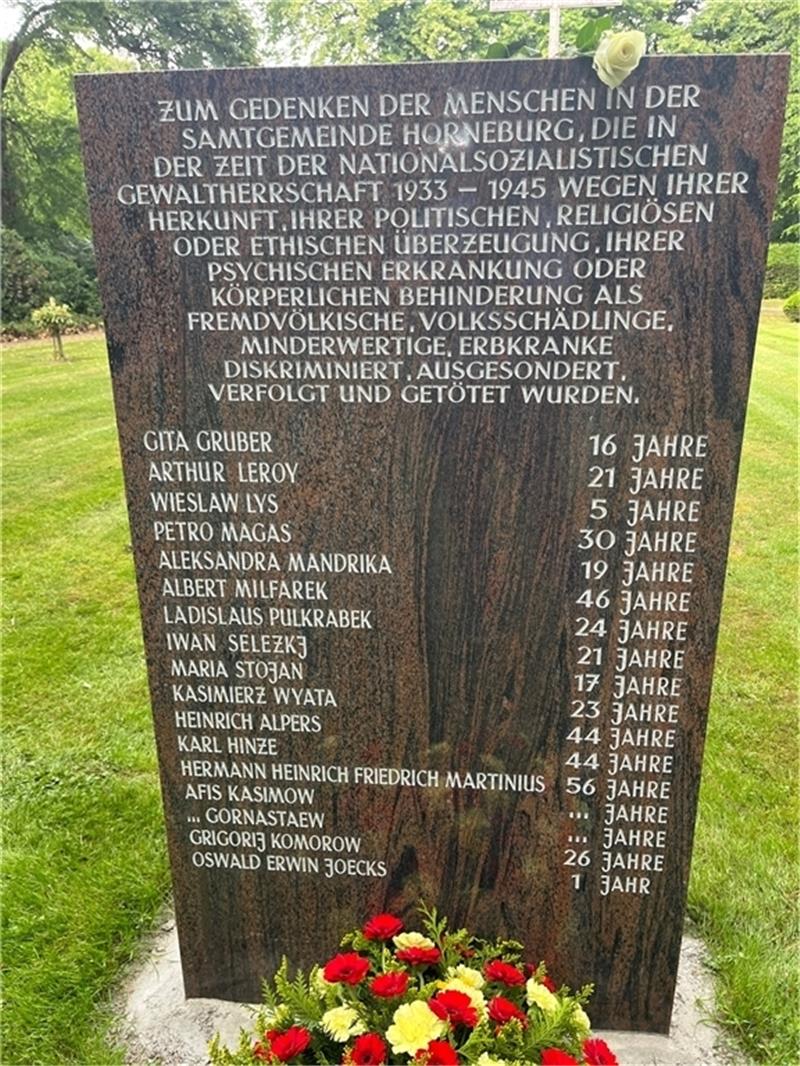 ZUM GEDENKEN DER MENSCHEN IN DER
SAMTGEMEINDE HORNEBURG, DIE IN
DER ZEIT DER NATIONALSOZIALISTISCHEN
GEWALTHERRSCHAFT 1933 – 1945 WEGEN IHRER
HERKUNFT, IHRER POLITISCHEN, RELIGIÖSEN
ODER ETHISCHEN ÜBERZEUGUNG, IHRER
PSYCHISCHEN ERKRANKUNG ODER
KÖRPERLICHEN BEHINDERUNG ALS
FREMDVÖLKISCHE, VOLKSSCHÄDLINGE,
MINDERWERTIGE, ERBKRANKE
DISKRIMINIERT, AUSGESONDERT,
VERFOLGT UND GETÖTET WURDEN.
GITA GRUBER 16 JAHRE
ARTHUR LEROY 21 JAHRE
WIESLAW LYS 5 JAHRE
PETRO MAGAS 30 JAHRE
ALEKSANDRA MANDRIKA 19 JAHRE
ALBERT MILFAREK 46 JAHRE
LADISLAUS PULKRABEK 24 JAHRE
IWAN SELEZKJ 21 JAHRE
MARIA STOJAN 17 JAHRE
KASIMIERZ WYATA 23 JAHRE
HEINRICH ALPERS 44 JAHRE
KARL HINZE 44 JAHRE
HERMANN HEINRICH FRIEDRICH MARTINIUS 56 JAHRE
AFIS KASIMOW ... JAHRE
... GORNASTAEW ... JAHRE
GRIGORIJ KOMOROW 26 JAHRE
OSWALD ERWIN JOECKS 1 JAHR